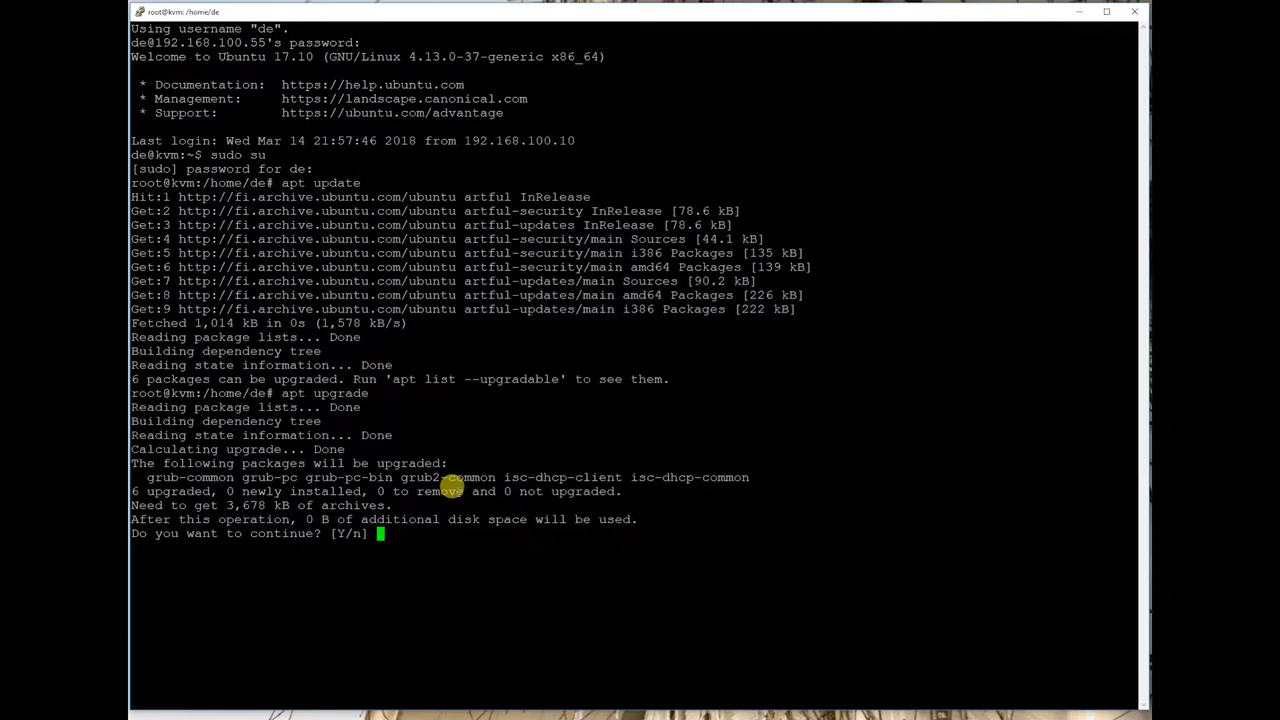 root@kvm: /home/de
Using username "de".
de@192.168.100.55's password:
Welcome to Ubuntu 17.10 (GNU/Linux 4.13.0-37-generic x86_64)
* Documentation:  https://help.ubuntu.com
* Management:     https://landscape.canonical.com
* Support:        https://ubuntu.com/advantage
Last login: Wed Mar 14 21:57:46 2018 from 192.168.100.10
de@kvm:~$ sudo su
[sudo] password for de:
root@kvm:/home/de# apt update
Hit:1 http://fi.archive.ubuntu.com/ubuntu artful InRelease
Get:2 http://fi.archive.ubuntu.com/ubuntu artful-security InRelease [78.6 kB]
Get:3 http://fi.archive.ubuntu.com/ubuntu artful-updates InRelease [78.6 kB]
Get:4 http://fi.archive.ubuntu.com/ubuntu artful-security/main Sources [44.1 kB]
Get:5 http://fi.archive.ubuntu.com/ubuntu artful-security/main i386 Packages [135 kB]
Get:6 http://fi.archive.ubuntu.com/ubuntu artful-security/main amd64 Packages [139 kB]
Get:7 http://fi.archive.ubuntu.com/ubuntu artful-updates/main Sources [90.2 kB]
Get:8 http://fi.archive.ubuntu.com/ubuntu artful-updates/main amd64 Packages [226 kB]
Get:9 http://fi.archive.ubuntu.com/ubuntu artful-updates/main i386 Packages [222 kB]
Fetched 1,014 kB in 0s (1,578 kB/s)
Reading package lists... Done
Building dependency tree
Reading state information... Done
6 packages can be upgraded. Run 'apt list --upgradable' to see them.
root@kvm:/home/de# apt upgrade
Reading package lists... Done
Building dependency tree
Reading state information... Done
Calculating upgrade... Done
The following packages will be upgraded:
grub-common grub-pc grub-pc-bin grub2-common isc-dhcp-client isc-dhcp-common
6 upgraded, 0 newly installed, 0 to remove and 0 not upgraded.
Need to get 3,678 kB of archives.
After this operation, 0 B of additional disk space will be used.
Do you want to continue? [Y/n]